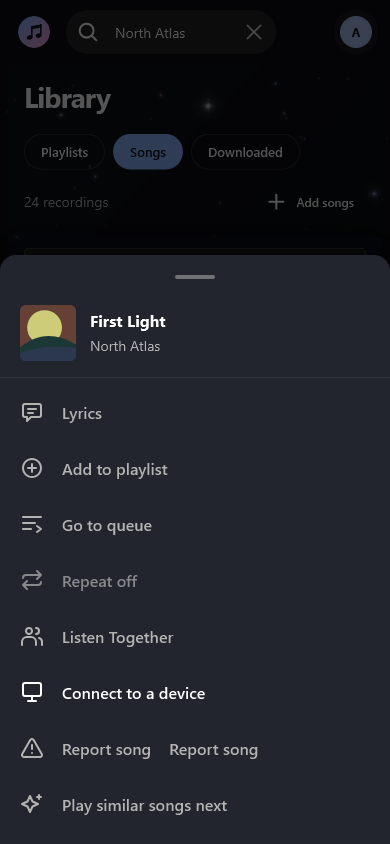 North Atlas
A
Library
Playlists
Songs
Downloaded
24 recordings
Add songs
First Light
North Atlas
Lyrics
Add to playlist
Go to queue
Repeat off
Listen Together
Connect to a device
Report song Report song
Play similar songs next